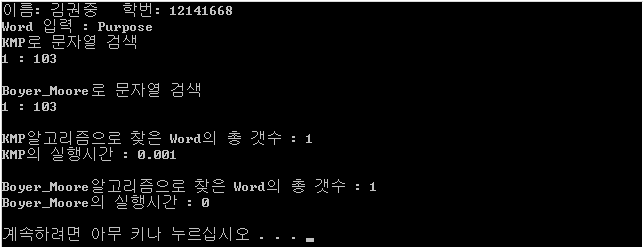 이름: 김권중 학번: 12141668
Word 입력 : Purpose
KMP로 문자열 검색
1 : 103
Boyer_Moore로 문자열 검색
1 : 103
KMP알고리즘으로 찾은 Word의 총 갯수 : 1
KMP의 실행시간 : 0.001
Boyer_Moore알고리즘으로 찾은 Word의 총 갯수 : 1
Boyer_Moore의 실행시간 : 0
계속하려면 아무 키나 누르십시오 . . .